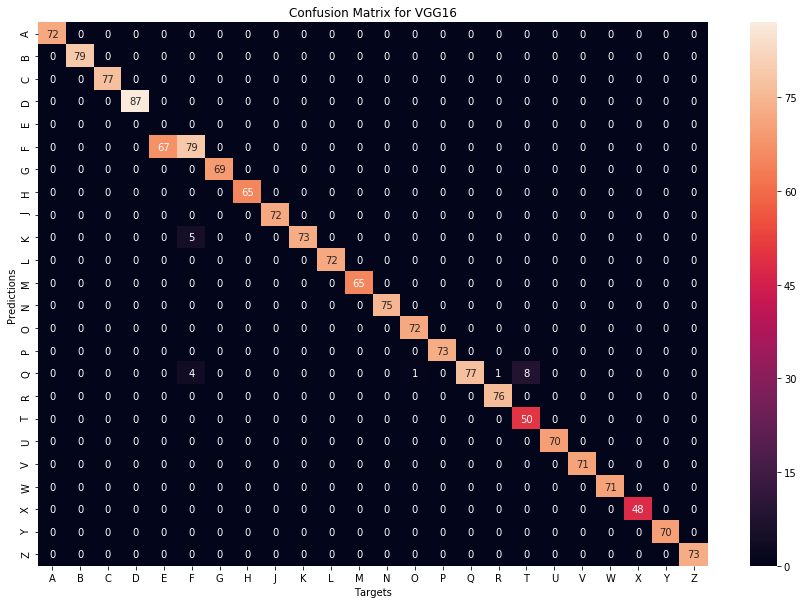 Confusion Matrix for VGG16
A 72 0 0 0 0 0 0 0 0 0 0 0 0 0 0 0 0 0 0 0 0 0 0 0
B 0 79 0 0 0 0 0 0 0 0 0 0 0 0 0 0 0 0 0 0 0 0 0 0
C 0 0 77 0 0 0 0 0 0 0 0 0 0 0 0 0 0 0 0 0 0 0 0 0
D 0 0 0 87 0 0 0 0 0 0 0 0 0 0 0 0 0 0 0 0 0 0 0 0
E 0 0 0 0 0 0 0 0 0 0 0 0 0 0 0 0 0 0 0 0 0 0 0 0
F 0 0 0 0 67 79 0 0 0 0 0 0 0 0 0 0 0 0 0 0 0 0 0 0
G 0 0 0 0 0 0 69 0 0 0 0 0 0 0 0 0 0 0 0 0 0 0 0 0
H 0 0 0 0 0 0 0 65 0 0 0 0 0 0 0 0 0 0 0 0 0 0 0 0
J 0 0 0 0 0 0 0 0 72 0 0 0 0 0 0 0 0 0 0 0 0 0 0 0
K 0 0 0 0 0 5 0 0 0 73 0 0 0 0 0 0 0 0 0 0 0 0 0 0
L 0 0 0 0 0 0 0 0 0 0 72 0 0 0 0 0 0 0 0 0 0 0 0 0
M 0 0 0 0 0 0 0 0 0 0 0 65 0 0 0 0 0 0 0 0 0 0 0 0
N 0 0 0 0 0 0 0 0 0 0 0 0 75 0 0 0 0 0 0 0 0 0 0 0
O 0 0 0 0 0 0 0 0 0 0 0 0 0 72 0 0 0 0 0 0 0 0 0 0
P 0 0 0 0 0 0 0 0 0 0 0 0 0 0 73 0 0 0 0 0 0 0 0 0
Q 0 0 0 0 0 4 0 0 0 0 0 0 0 1 0 77 1 8 0 0 0 0 0 0
R 0 0 0 0 0 0 0 0 0 0 0 0 0 0 0 0 76 0 0 0 0 0 0 0
T 0 0 0 0 0 0 0 0 0 0 0 0 0 0 0 0 0 50 0 0 0 0 0 0
U 0 0 0 0 0 0 0 0 0 0 0 0 0 0 0 0 0 0 70 0 0 0 0 0
V 0 0 0 0 0 0 0 0 0 0 0 0 0 0 0 0 0 0 0 71 0 0 0 0
W 0 0 0 0 0 0 0 0 0 0 0 0 0 0 0 0 0 0 0 0 71 0 0 0
X 0 0 0 0 0 0 0 0 0 0 0 0 0 0 0 0 0 0 0 0 0 48 0 0
Y 0 0 0 0 0 0 0 0 0 0 0 0 0 0 0 0 0 0 0 0 0 0 70 0
Z 0 0 0 0 0 0 0 0 0 0 0 0 0 0 0 0 0 0 0 0 0 0 0 73
A B C D E F G H J K L M N O P Q R T U V W X Y Z
Targets
Predictions
75
60
45
30
15
0